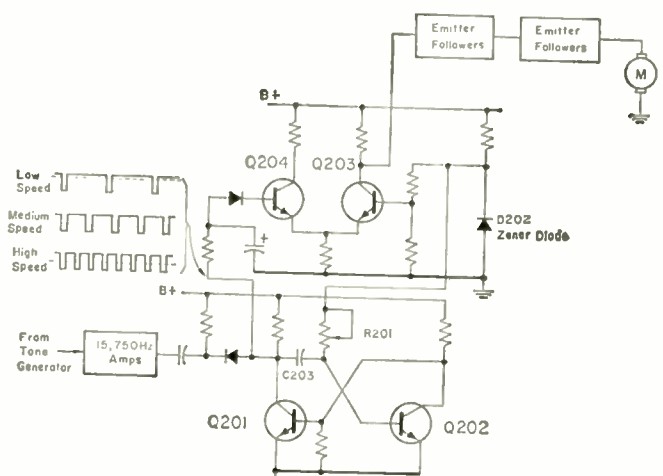 Emitter
Followers
Emitter
Followers
M
B+
Q204
Q203
Low
Speed
Medium
Speed
High
Speed
+
D202
Zener Diode
B+
From
Tone
Generator
15,750Hz
Amps
R201
C203
Q201
Q202